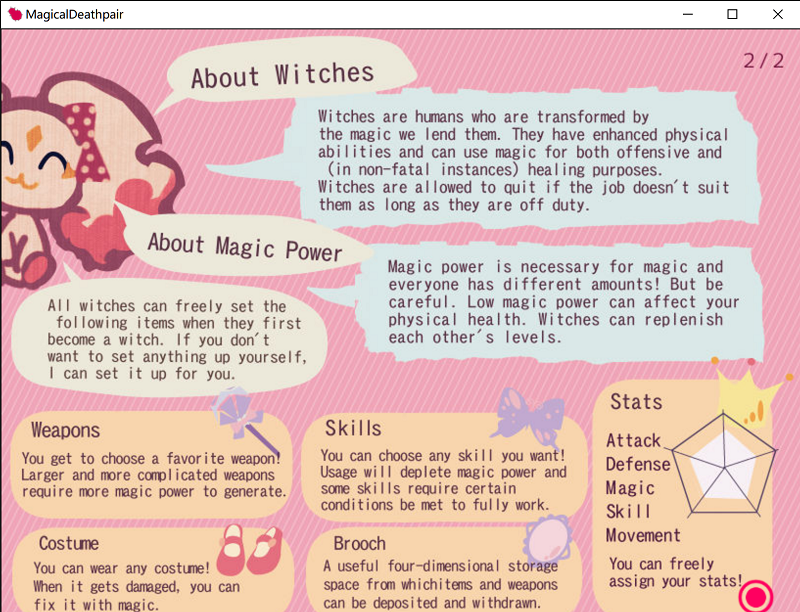 MagicalDeathpair
2/2
About Witches
Witches are humans who are transformed by
the magic we lend them. They have enhanced physical
abilities and can use magic for both offensive and
(in non-fatal instances) healing purposes.
Witches are allowed to quit if the job doesn't suit
them as long as they are off duty.
About Magic Power
Magic power is necessary for magic and
everyone has different amounts! But be
careful. Low magic power can affect your
physical health. Witches can replenish
each other's levels.
All witches can freely set the
following items when they first
become a witch. If you don't
want to set anything up yourself,
I can set it up for you.
Weapons
You get to choose a favorite weapon!
Larger and more complicated weapons
require more magic power to generate.
Skills
You can choose any skill you want!
Usage will deplete magic power and
some skills require certain
conditions be met to fully work.
Stats
Attack
Defense
Magic
Skill
Movement
You can freely
assign your stats!
Costume
You can wear any costume!
When it gets damaged, you can
fix it with magic.
Brooch
A useful four-dimensional storage
space from whichitems and weapons
can be deposited and withdrawn.